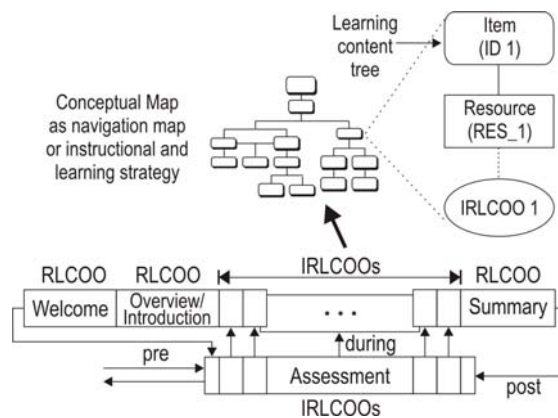 Learning
content
tree
Item
(ID 1)
Conceptual Map
as navigation map
or instructional and
learning strategy
Resource
(RES_1)
IRLCOO 1
RLCOO
RLCOO
IRLCOOs
RLCOO
Welcome
Overview/
Introduction
...
Summary
pre
during
Assessment
post
IRLCOOs